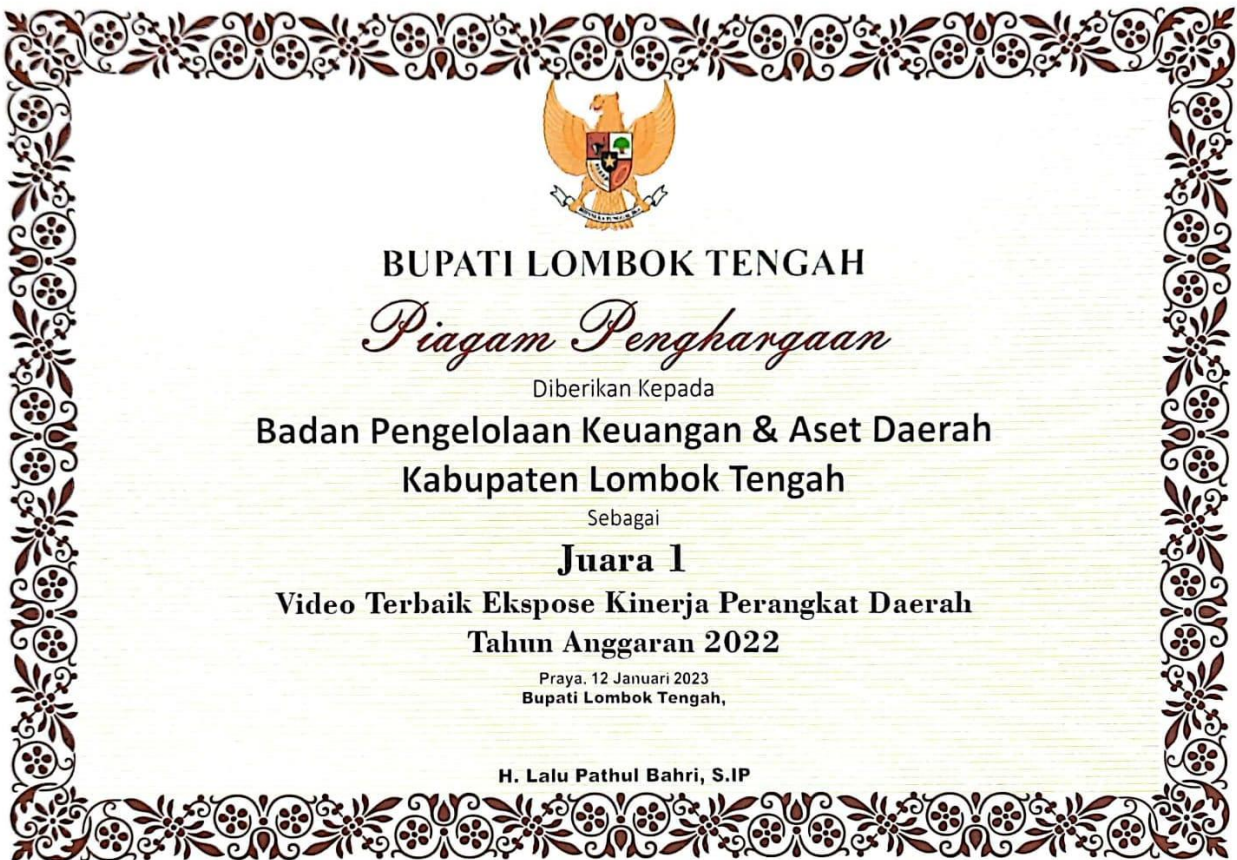 BUPATI LOMBOK TENGAH
Piagam Penghargaan
Diberikan Kepada
Badan Pengelolaan Keuangan & Aset Daerah
Kabupaten Lombok Tengah
Sebagai
Juara 1
Video Terbaik Ekspose Kinerja Perangkat Daerah
Tahun Anggaran 2022
Praya, 12 Januari 2023
Bupati Lombok Tengah,
H. Lalu Pathul Bahri, S.IP